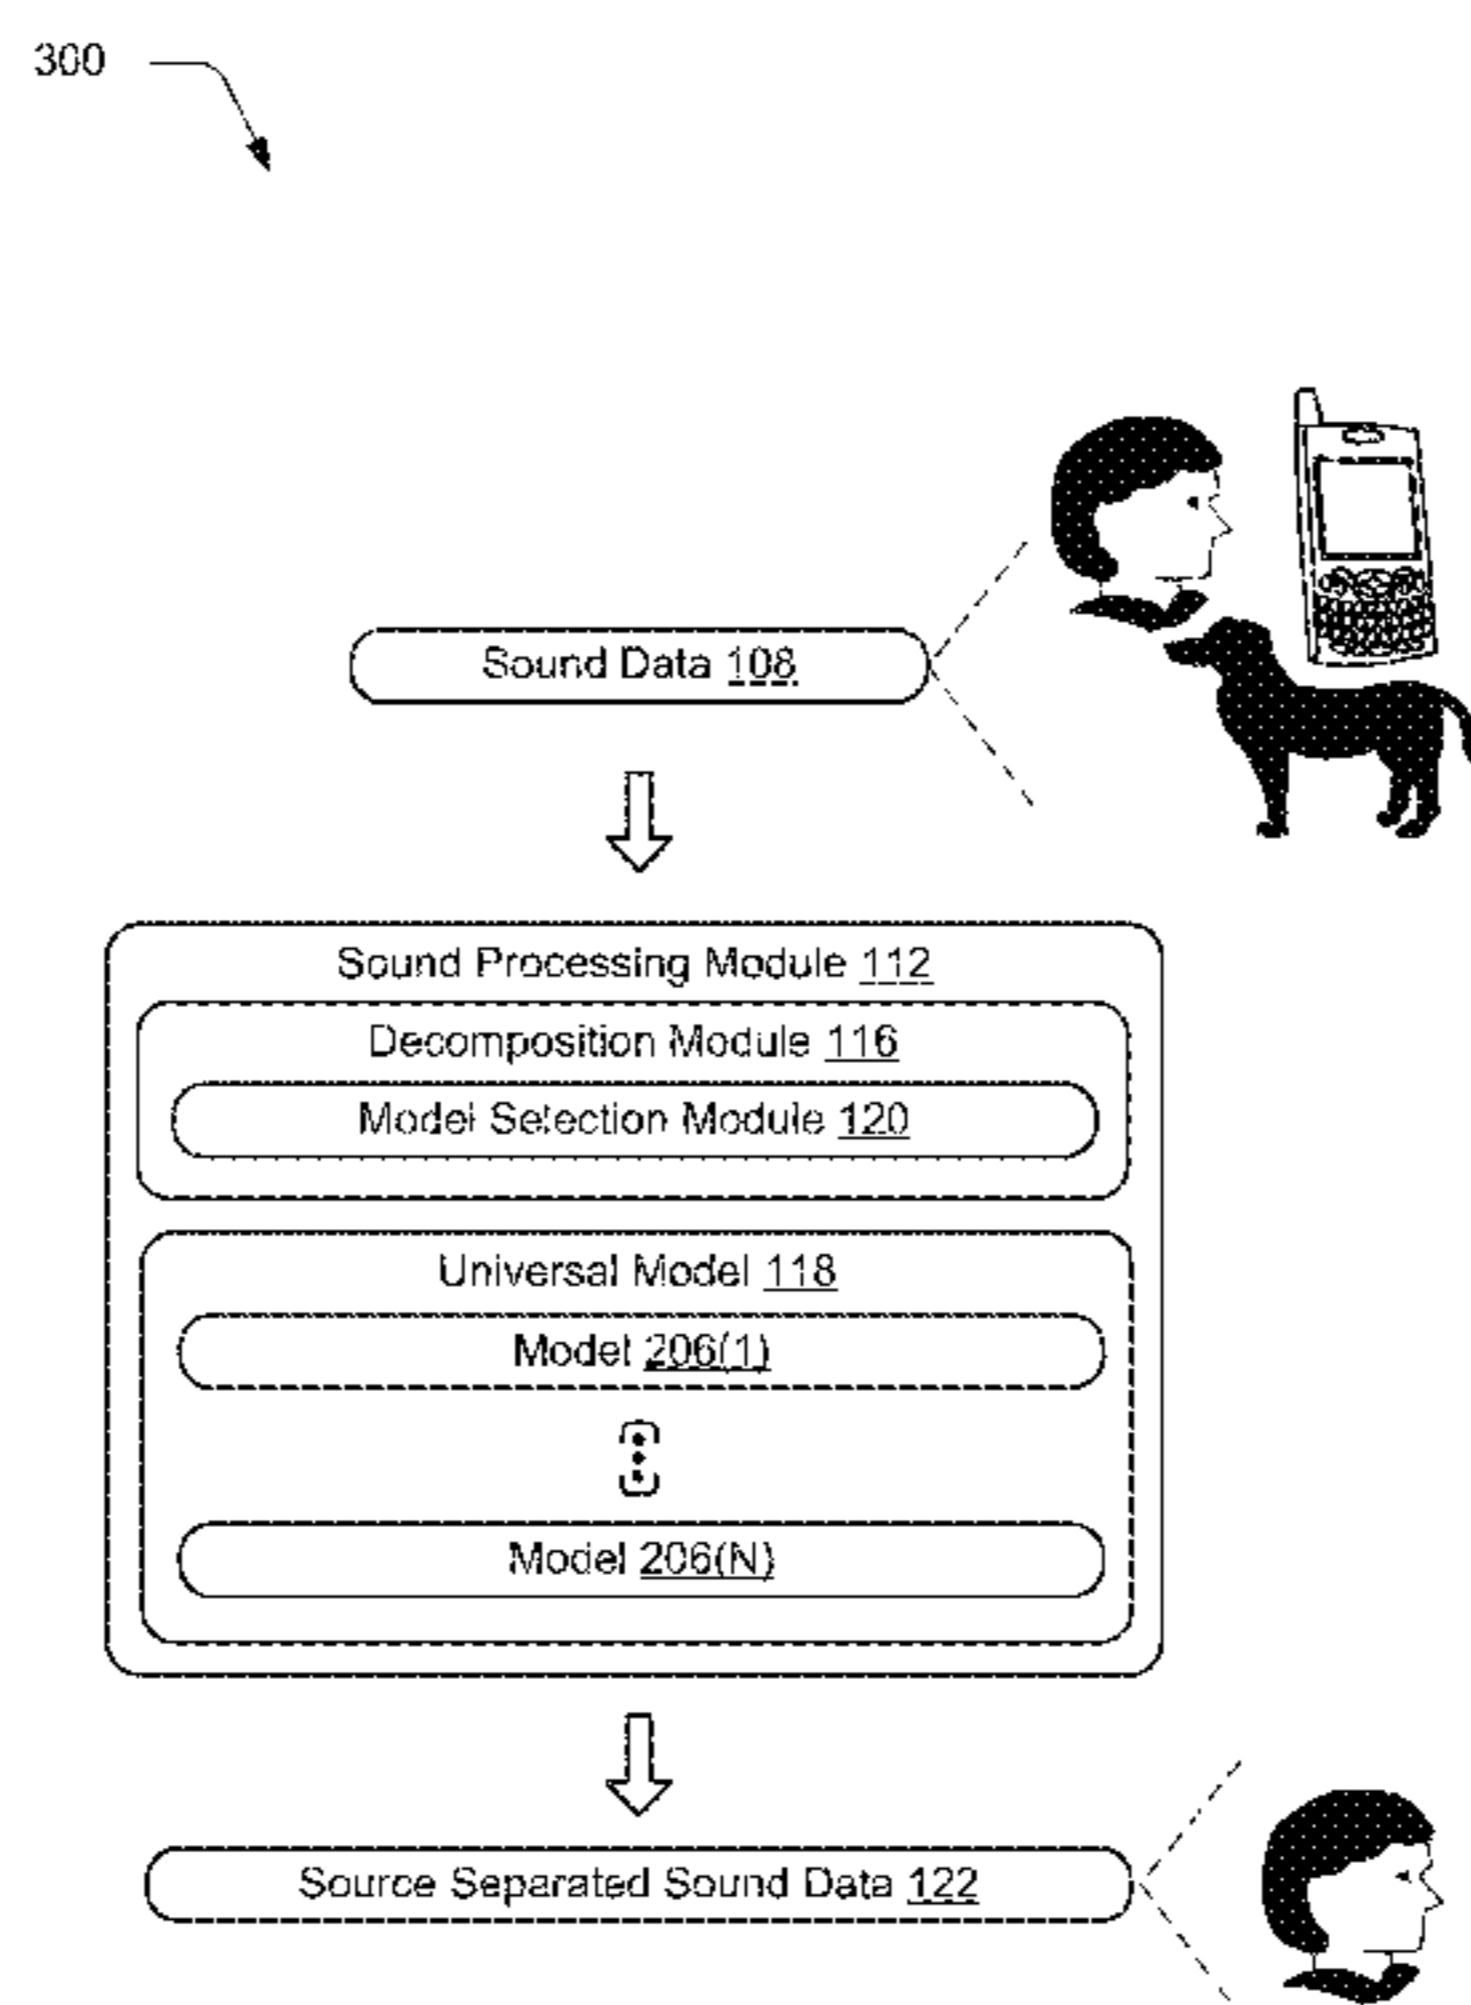 300
Sound Data 108
Sound Processing Module 112
Decomposition Module 116
Model Selection Module 120
Universal Model 118
Model 206(1)
Model 206(N)
Source Separated Sound Data 122